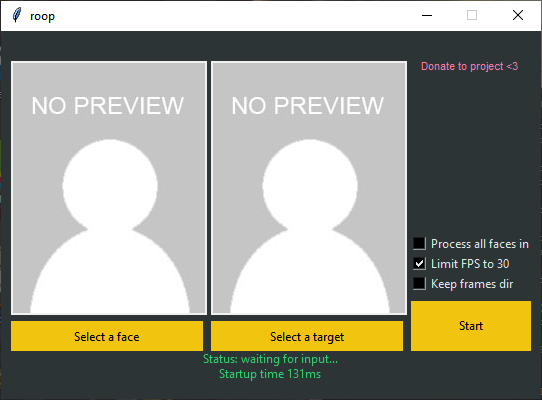 roop
Donate to project <3
NO PREVIEW
NO PREVIEW
Process all faces in
Limit FPS to 30
Keep frames dir
Select a face
Select a target
Start
Status: waiting for input...
Startup time 131ms